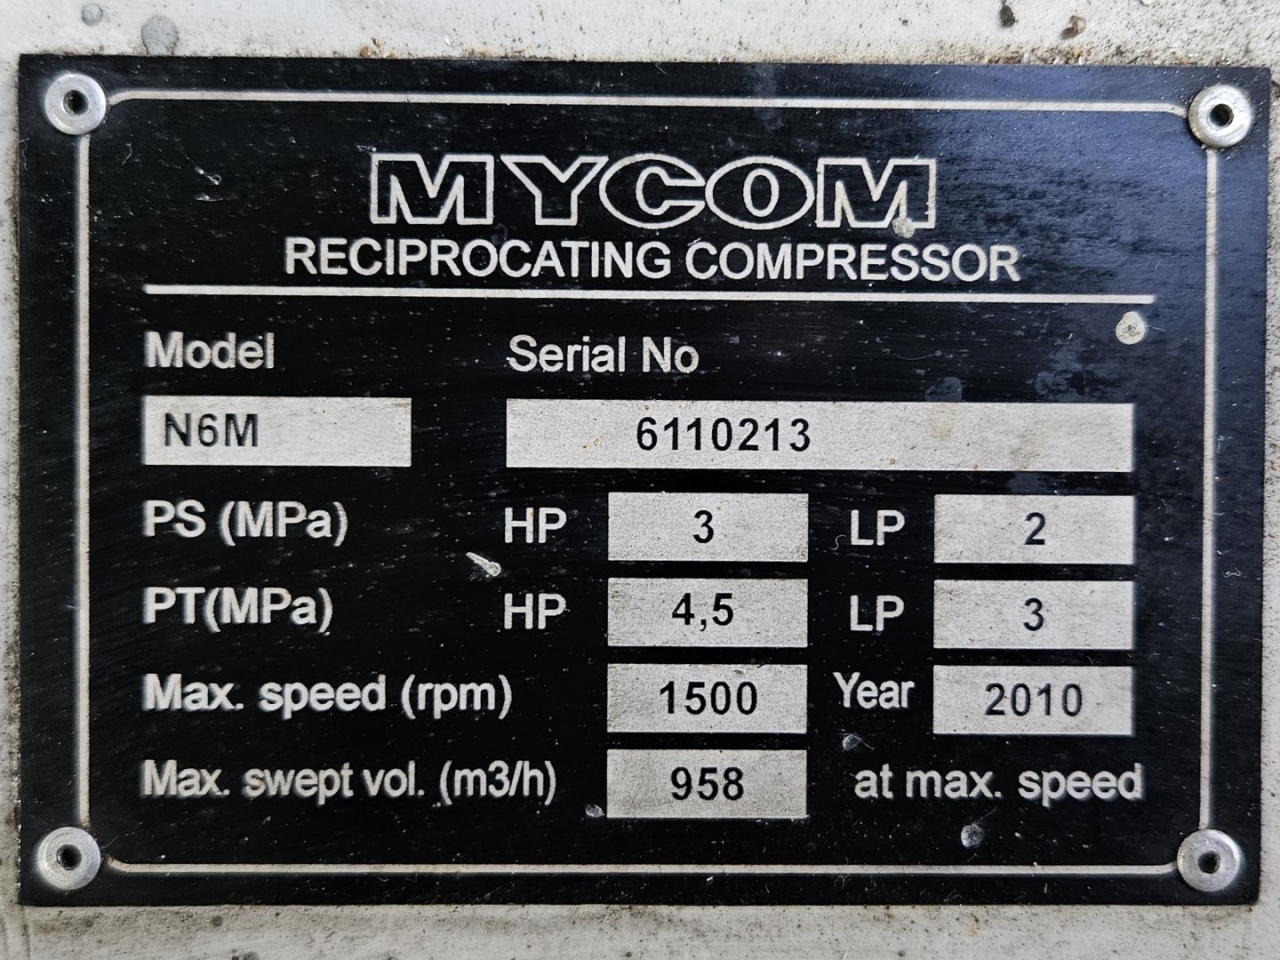 MYCOM
RECIPROCATING COMPRESSOR
Model Serial No
N6M 6110213
PS (MPa) HP 3 LP 2
PT(MPa) HP 4,5 LP 3
Max. speed (rpm) 1500 Year 2010
Max. swept vol. (m3/h) 958 at max. speed